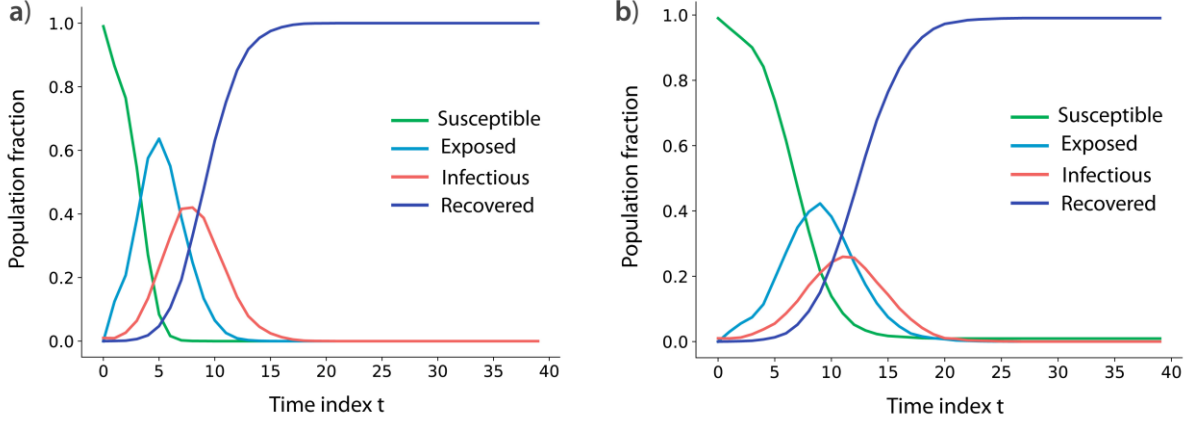 a)
Population fraction
1.0
0.8
0.6
0.4
0.2
0.0
Susceptible
Exposed
Infectious
Recovered
0 5 10 15 20 25 30 35 40
Time index t
b)
Population fraction
1.0
0.8
0.6
0.4
0.2
0.0
Susceptible
Exposed
Infectious
Recovered
0 5 10 15 20 25 30 35 40
Time index t